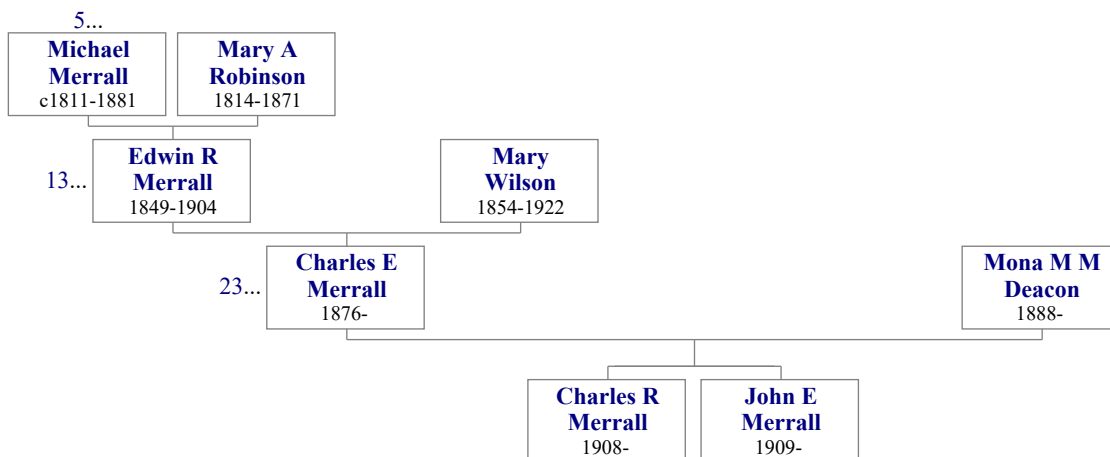 5...
Michael
Merrall
c1811-1881
Mary A
Robinson
1814-1871
13...
Edwin R
Merrall
1849-1904
Mary
Wilson
1854-1922
23...
Charles E
Merrall
1876-
Mona M M
Deacon
1888-
Charles R
Merrall
1908-
John E
Merrall
1909-